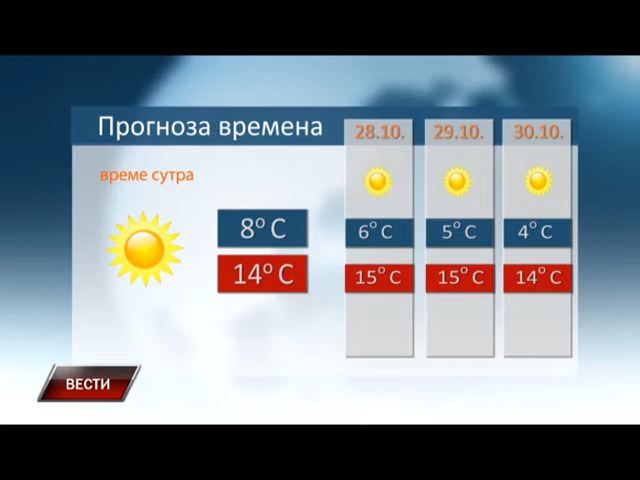 Прогноза времена
време сутра
8° C
14° C
28.10.
29.10.
30.10.
6° C
5° C
4° C
15° C
15° C
14° C
ВЕСТИ